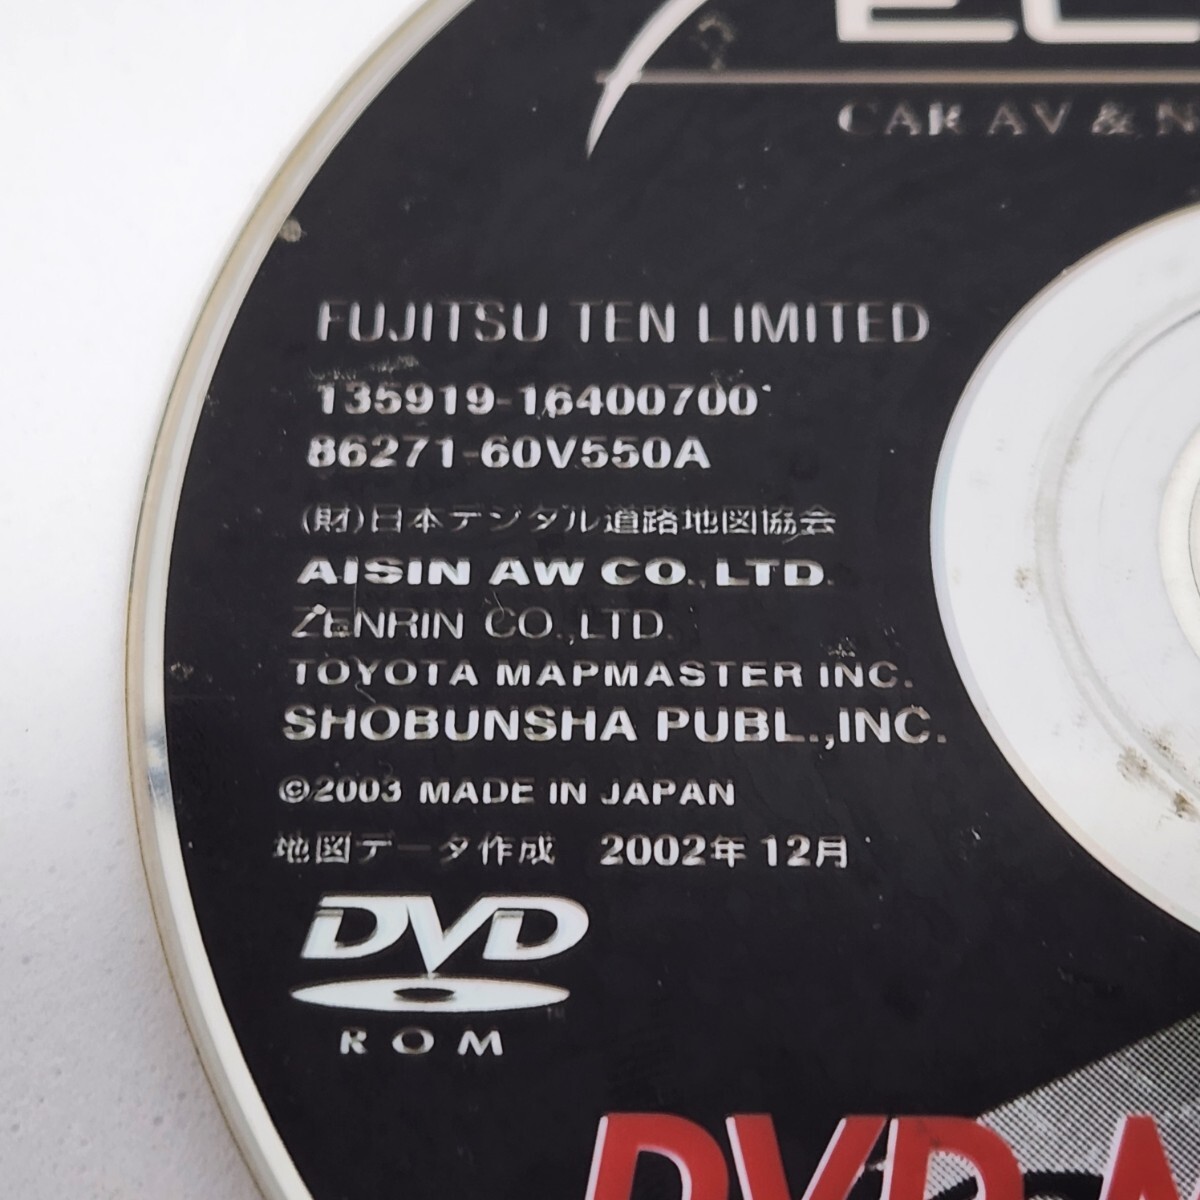 CAR AV &
FUJITSU TEN LIMITED
135919-16400700
86271-60V550A
(財)日本デジタル道路地図協会
AISIN AW CO.,LTD.
ZENRIN CO.,LTD.
TOYOTA MAPMASTER INC.
SHOBUNSHA PUBL.,INC.
©2003 MADE IN JAPAN
地図データ作成 2002年12月
DVD
ROM
DVD